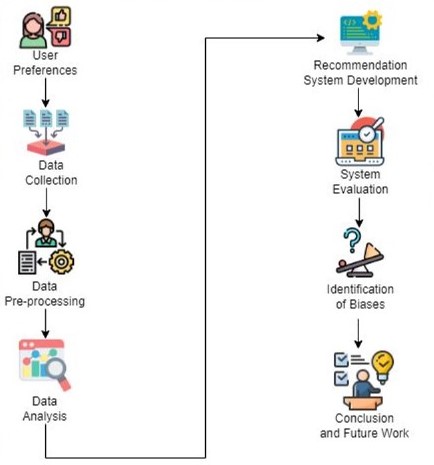 User
Preferences
Data
Collection
Data
Pre-processing
Data
Analysis
Recommendation
System Development
System
Evaluation
Identification
of Biases
Conclusion
and Future Work